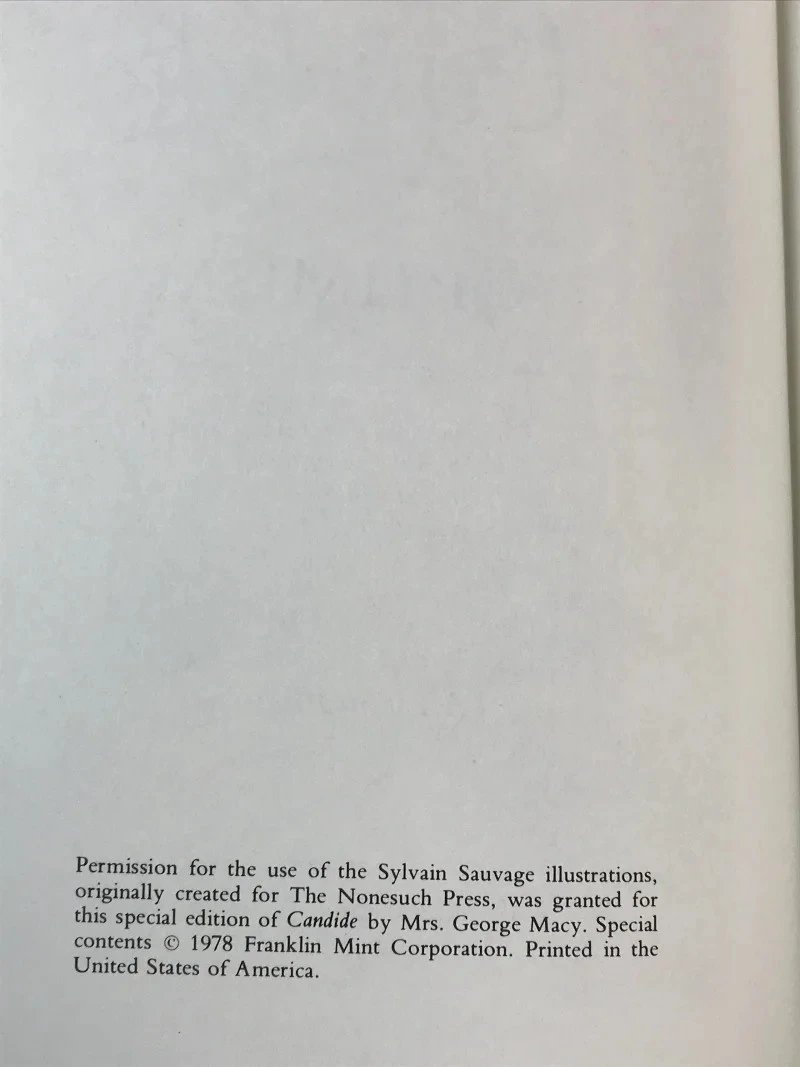 Permission for the use of the Sylvain Sauvage illustrations,
originally created for The Nonesuch Press, was granted for
this special edition of Candide by Mrs. George Macy. Special
contents © 1978 Franklin Mint Corporation. Printed in the
United States of America.